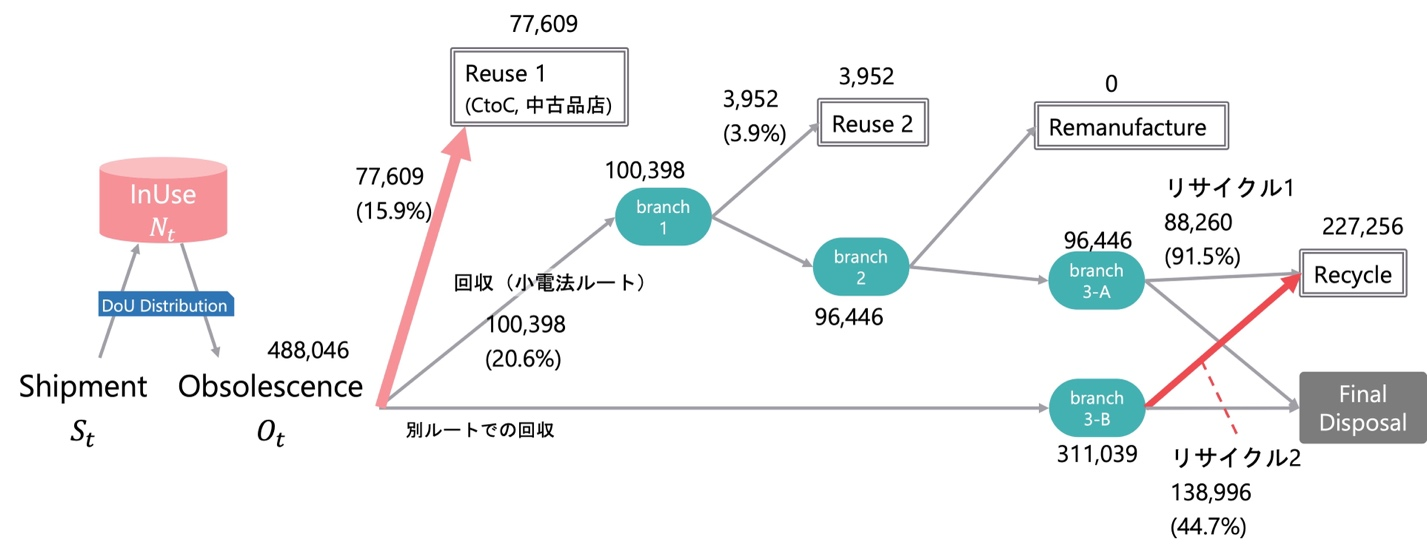 77,609
Reuse 1
(CtoC, 中古品店)
77,609
(15.9%)
InUse
Nt
DoU Distribution
Shipment
St
488,046
Obsolescence
Ot
回収（小電法ルート）
100,398
(20.6%)
別ルートでの回収
100,398
branch
1
3,952
(3.9%)
3,952
Reuse 2
branch
2
96,446
0
Remanufacture
96,446
branch
3-A
リサイクル1
88,260
(91.5%)
227,256
Recycle
branch
3-B
311,039
リサイクル2
138,996
(44.7%)
Final
Disposal